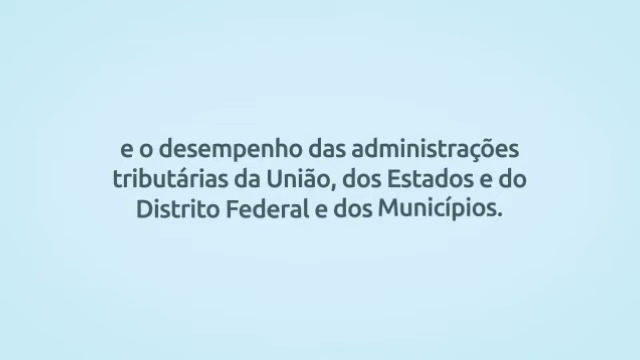 e o desempenho das administrações
tributárias da União, dos Estados e do
Distrito Federal e dos Municípios.